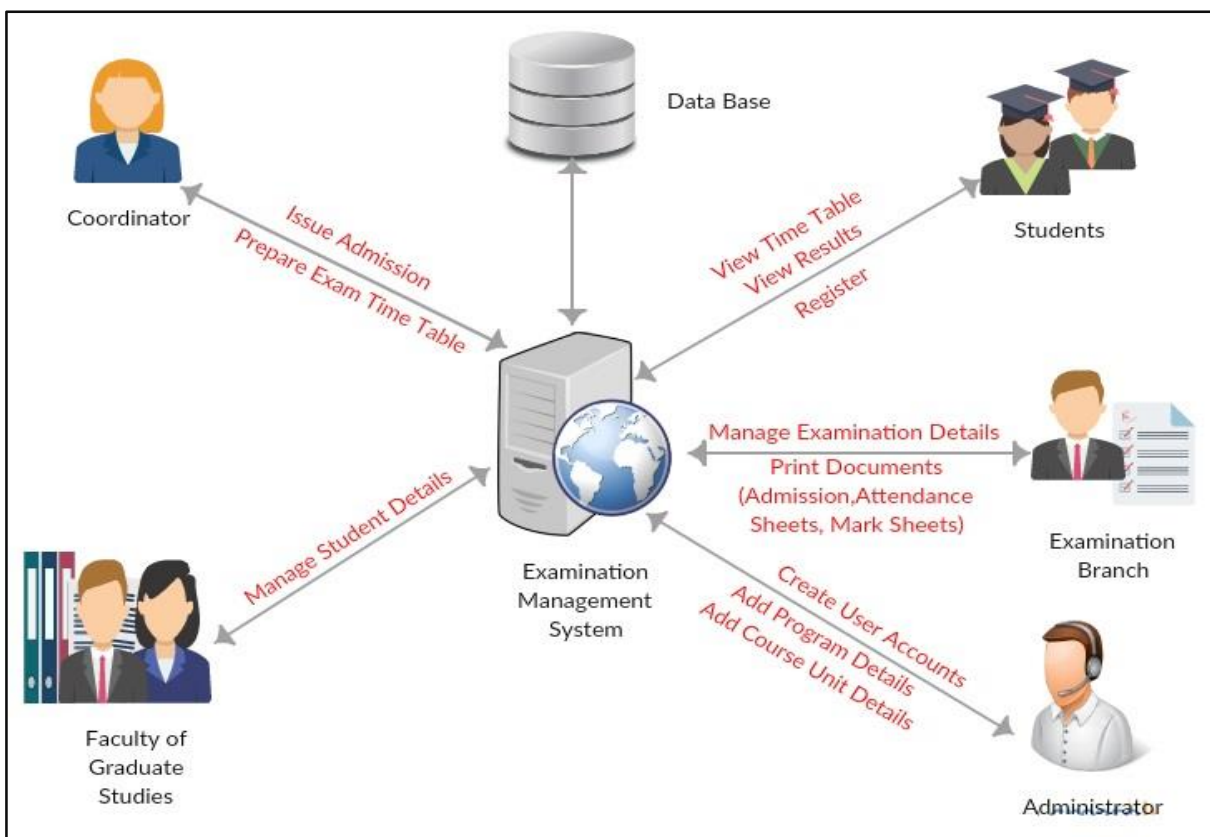 Data Base
Coordinator
Students
Issue Admission
Prepare Exam Time Table
View Time Table
View Results
Register
Manage Examination Details
Print Documents
(Admission,Attendance
Sheets, Mark Sheets)
Examination
Branch
Manage Student Details
Examination
Management
System
Create User Accounts
Add Program Details
Add Course Unit Details
Faculty of
Graduate
Studies
Administrator